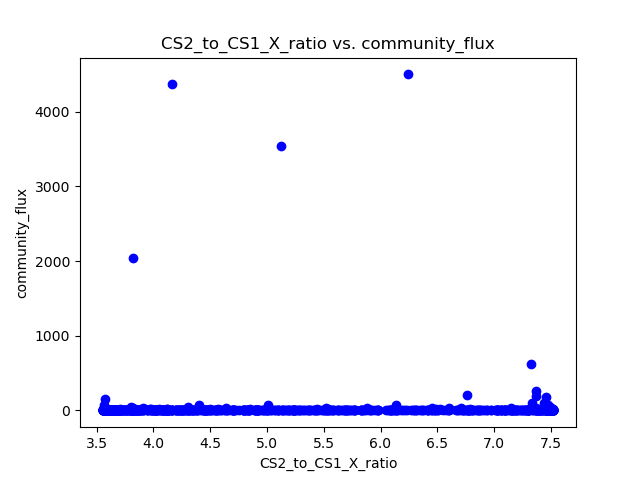 CS2_to_CS1_X_ratio vs. community_flux
community_flux
4000
3000
2000
1000
0
3.5 4.0 4.5 5.0 5.5 6.0 6.5 7.0 7.5
CS2_to_CS1_X_ratio